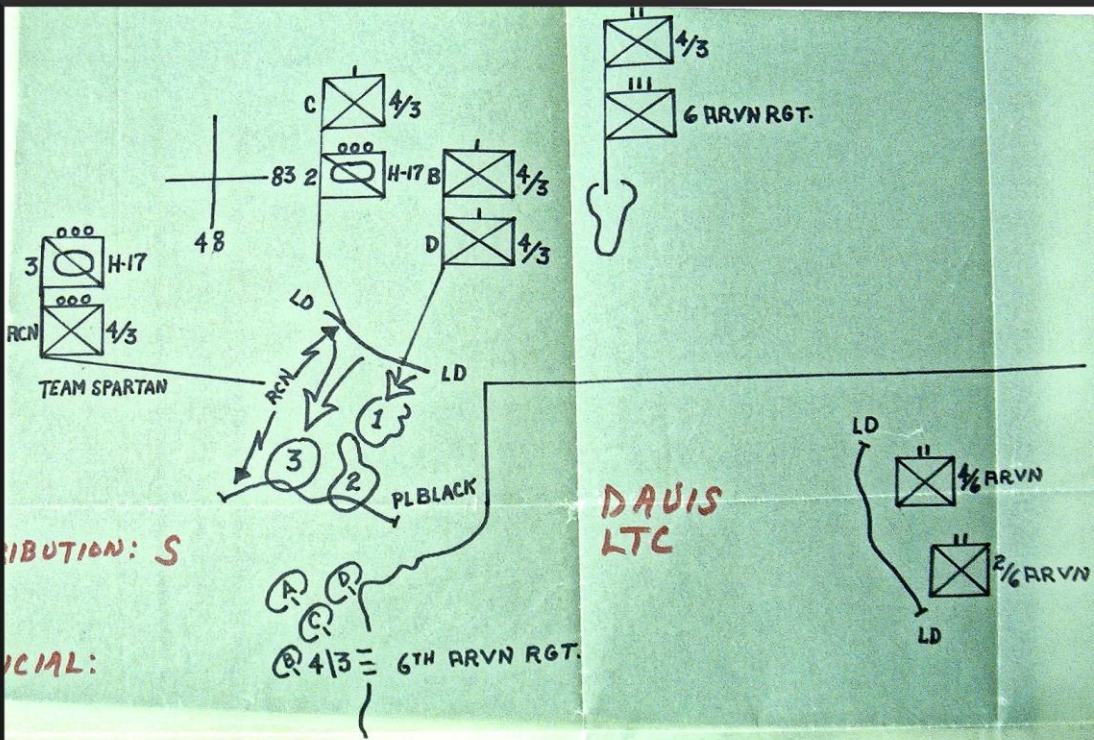 4/3
6 ARVN RGT.
C
4/3
83
2
H-17
B
4/3
48
D
4/3
3
H-17
RCN
4/3
TEAM SPARTAN
LD
LD
RCN
1
3
2
PL BLACK
LD
4/6 ARVN
2/6 ARVN
LD
DAVIS
LTC
RIBUTION: S
A
D
C
B
4/3
6TH ARVN RGT.
ICIAL: